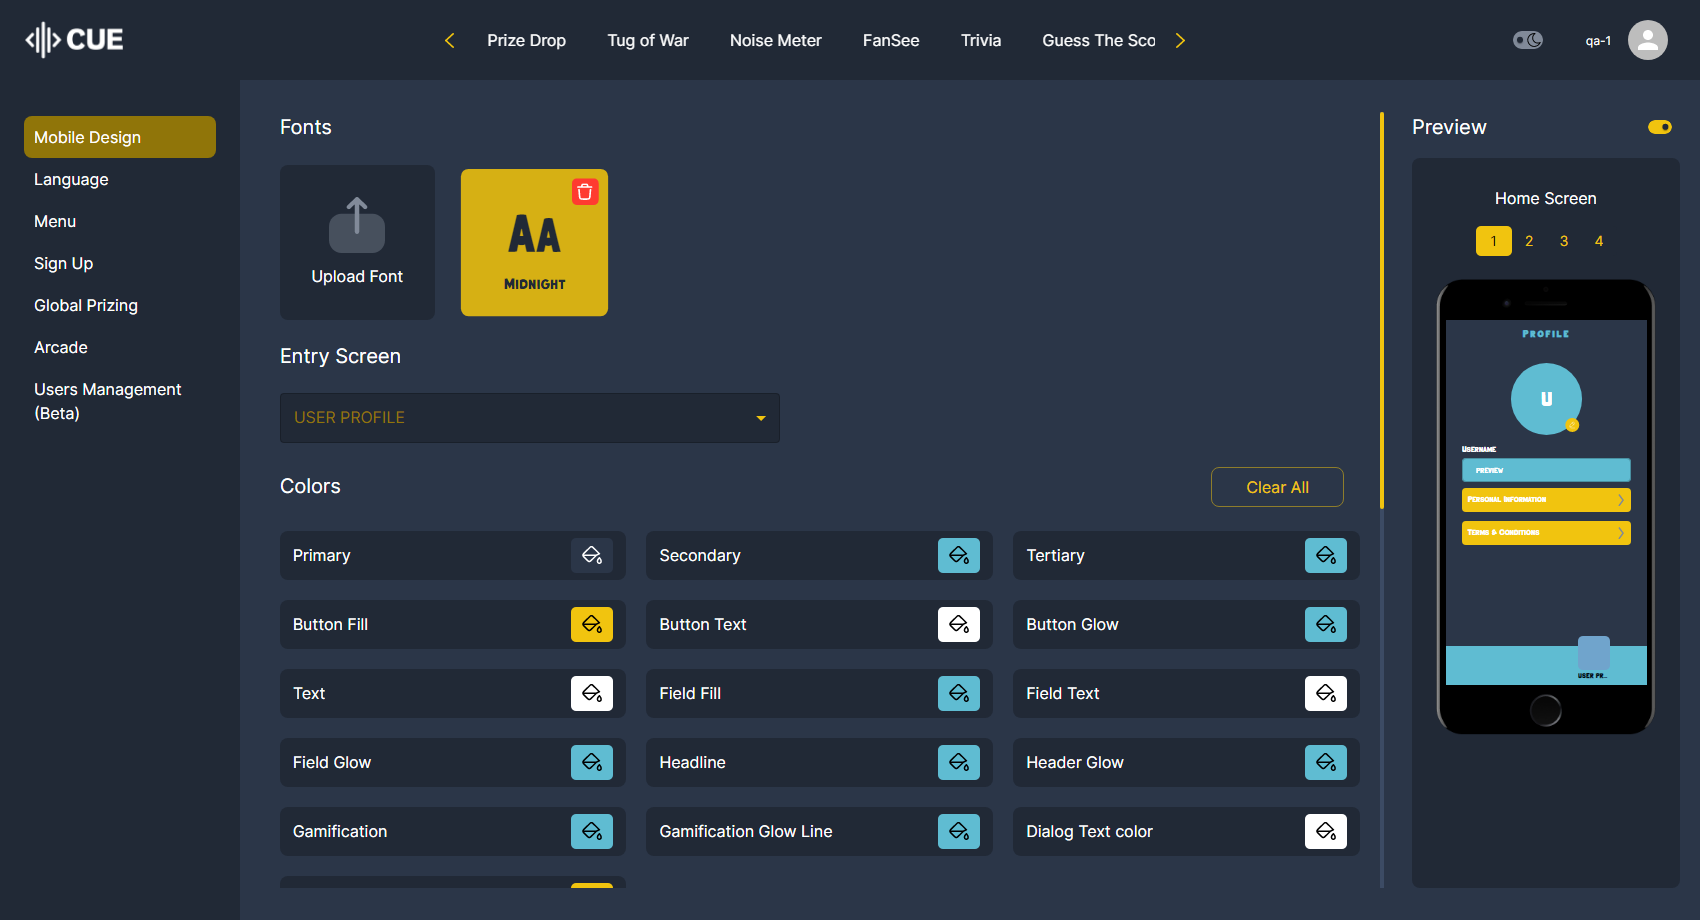 CUE
Prize Drop
Tug of War
Noise Meter
FanSee
Trivia
Guess The Sco
qa-1
Mobile Design
Language
Menu
Sign Up
Global Prizing
Arcade
Users Management
(Beta)
Fonts
Upload Font
AA
MIDNIGHT
Entry Screen
USER PROFILE
Colors
Clear All
Primary
Secondary
Tertiary
Button Fill
Button Text
Button Glow
Text
Field Fill
Field Text
Field Glow
Headline
Header Glow
Gamification
Gamification Glow Line
Dialog Text color
Preview
Home Screen
1 2 3 4
PROFILE
U
USERNAME
PREVIEW
PERSONAL INFORMATION
TERMS & CONDITIONS
USER PR...